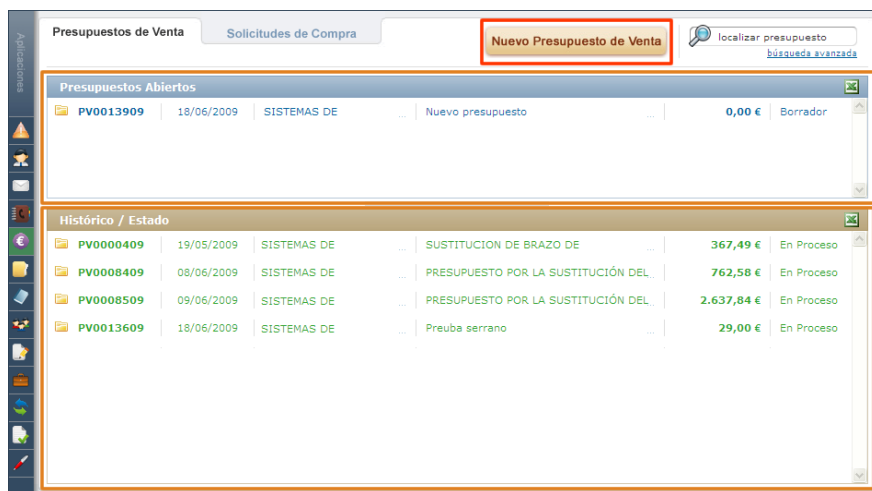 Aplicaciones
Presupuestos de Venta
Solicitudes de Compra
Nuevo Presupuesto de Venta
localizar presupuesto
búsqueda avanzada
Presupuestos Abiertos
PV0013909 18/06/2009 SISTEMAS DE ... Nuevo presupuesto ... 0,00 € Borrador
Histórico / Estado
PV0000409 19/05/2009 SISTEMAS DE ... SUSTITUCION DE BRAZO DE ... 367,49 € En Proceso
PV0008409 08/06/2009 SISTEMAS DE ... PRESUPUESTO POR LA SUSTITUCIÓN DEL... 762,58 € En Proceso
PV0008509 09/06/2009 SISTEMAS DE ... PRESUPUESTO POR LA SUSTITUCIÓN DEL... 2.637,84 € En Proceso
PV0013609 18/06/2009 SISTEMAS DE ... Preuba serrano ... 29,00 € En Proceso